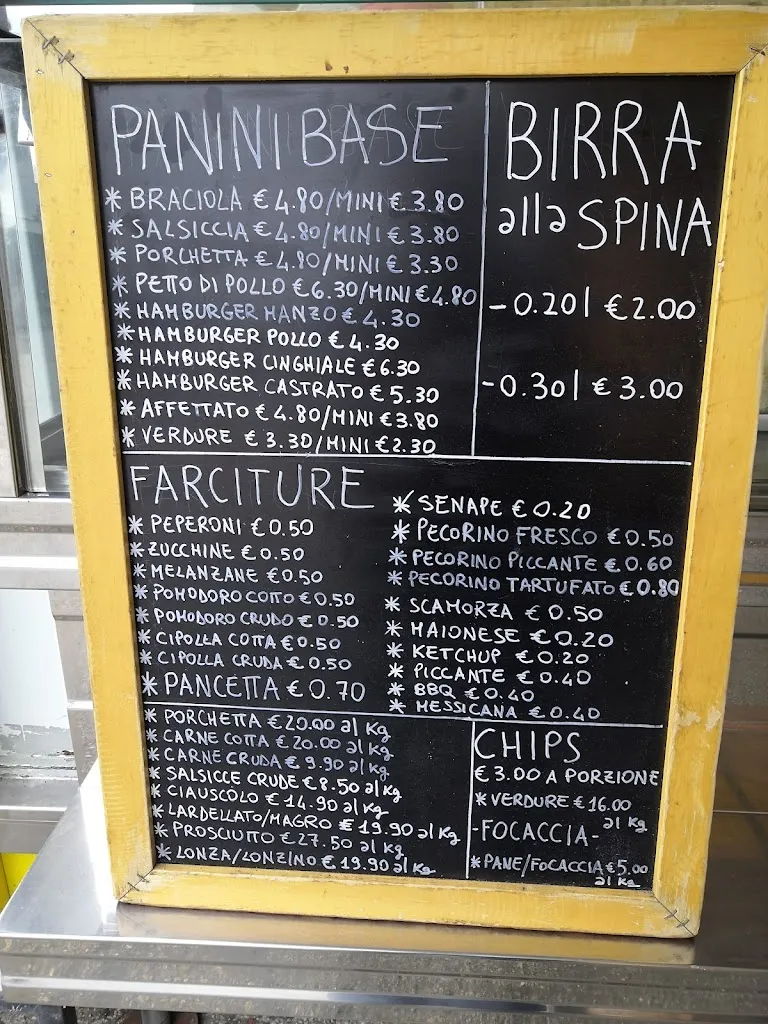 PANINI BASE
* BRACIOLA € 4.80/MINI € 3.80
* SALSICCIA € 4.80/MINI € 3.80
* PORCHETTA € 4.80/MINI € 3.30
* PETTO DI POLLO € 6.30/MINI € 4.80
* HAMBURGER MANZO € 4.30
* HAMBURGER POLLO € 4.30
* HAMBURGER CINGHIALE € 6.30
* HAMBURGER CASTRATO € 5.30
* AFFETTATO € 4.80/MINI € 3.80
* VERDURE € 3.30/MINI € 2.30
BIRRA
alla SPINA
- 0.20l € 2.00
- 0.30l € 3.00
FARCITURE
* PEPERONI € 0.50
* ZUCCHINE € 0.50
* MELANZANE € 0.50
* POMODORO COTTO € 0.50
* POMODORO CRUDO € 0.50
* CIPOLLA COTTA € 0.50
* CIPOLLA CRUDA € 0.50
* PANCETTA € 0.70
* SENAPE € 0.20
* PECORINO FRESCO € 0.50
* PECORINO PICCANTE € 0.60
* PECORINO TARTUFATO € 0.80
* SCAMORZA € 0.50
* MAIONESE € 0.20
* KETCHUP € 0.20
* PICCANTE € 0.40
* BBQ € 0.40
* MESSICANA € 0.40
* PORCHETTA € 20.00 al Kg
* CARNE COTTA € 20.00 al Kg
* CARNE CRUDA € 9.90 al Kg
* SALSICCE CRUDE € 8.50 al Kg
* CIAUSCOLO € 14.90 al Kg
* LARDELLATO/MAGRO € 19.90 al Kg
* PROSCIUTTO € 27.50 al Kg
* LONZA/LONZINO € 19.90 al Kg
CHIPS
€ 3.00 A PORZIONE
* VERDURE € 16.00
al Kg
- FOCACCIA -
* PANE/FOCACCIA € 5.00
al Kg